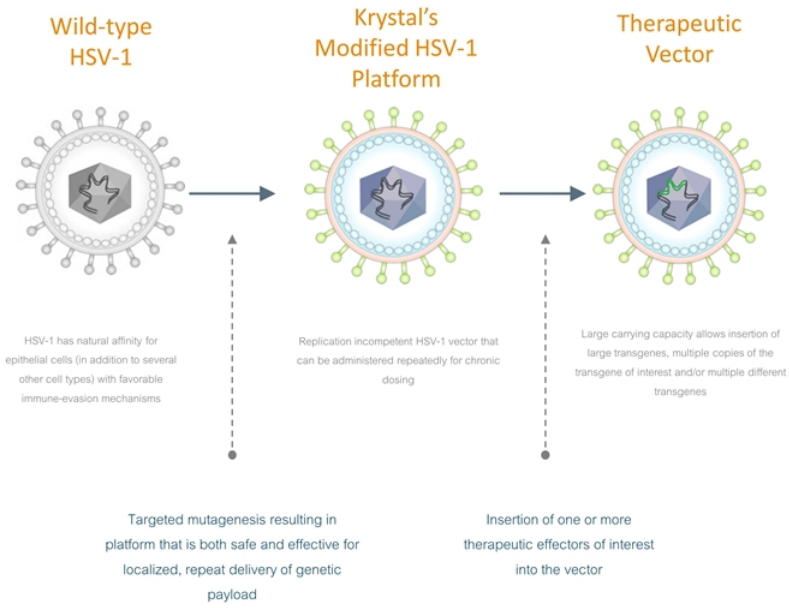 Wild-type
HSV-1
Krystal's
Modified HSV-1
Platform
Therapeutic
Vector
HSV-1 has natural affinity for
epithelial cells (in addition to several
other cell types) with favorable
immune-evasion mechanisms
Replication incompetent HSV-1 vector that
can be administered repeatedly for chronic
dosing
Large carrying capacity allows insertion of
large transgenes, multiple copies of the
transgene of interest and/or multiple different
transgenes
Targeted mutagenesis resulting in
platform that is both safe and effective for
localized, repeat delivery of genetic
payload
Insertion of one or more
therapeutic effectors of interest
into the vector